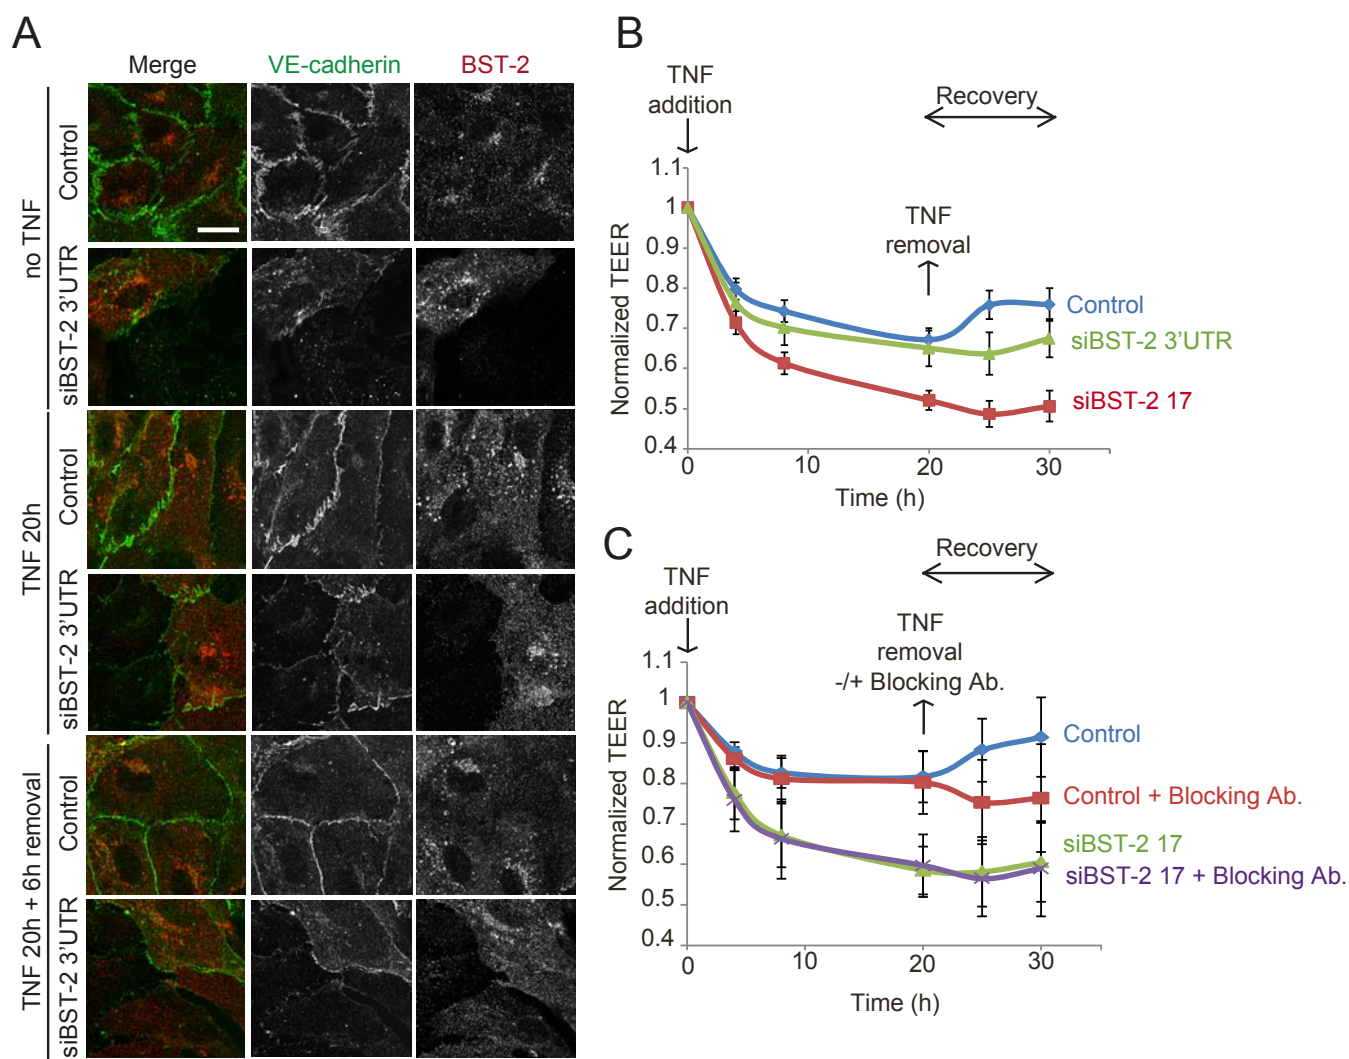 A
Merge
VE-cadherin
BST-2
no TNF
Control
siBST-2 3'UTR
TNF 20h
Control
siBST-2 3'UTR
TNF 20h + 6h removal
Control
siBST-2 3'UTR
B
TNF
addition
Recovery
TNF
removal
Normalized TEER
1.1
1
0.9
0.8
0.7
0.6
0.5
0.4
0
10
20
30
Time (h)
Control
siBST-2 3'UTR
siBST-2 17
C
TNF
addition
Recovery
TNF
removal
-/+ Blocking Ab.
Normalized TEER
1.1
1
0.9
0.8
0.7
0.6
0.5
0.4
0
10
20
30
Time (h)
Control
Control + Blocking Ab.
siBST-2 17
siBST-2 17 + Blocking Ab.